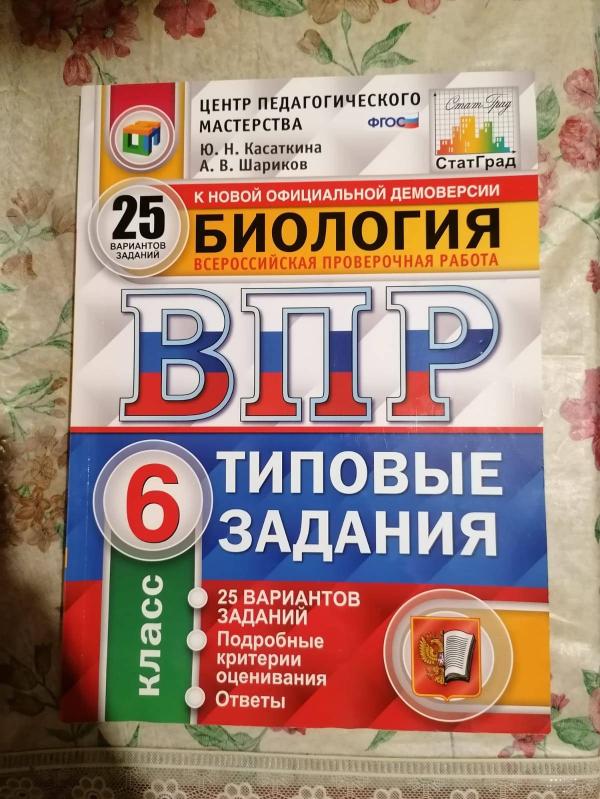 ЦЕНТР ПЕДАГОГИЧЕСКОГО
МАСТЕРСТВА
Ю. Н. Касаткина
А. В. Шариков
ФГОС
СтатГрад
СтатГрад
К НОВОЙ ОФИЦИАЛЬНОЙ ДЕМОВЕРСИИ
25
ВАРИАНТОВ
ЗАДАНИЙ
БИОЛОГИЯ
ВСЕРОССИЙСКАЯ ПРОВЕРОЧНАЯ РАБОТА
ВПР
6
класс
ТИПОВЫЕ
ЗАДАНИЯ
25 ВАРИАНТОВ
ЗАДАНИЙ
Подробные
критерии
оценивания
Ответы